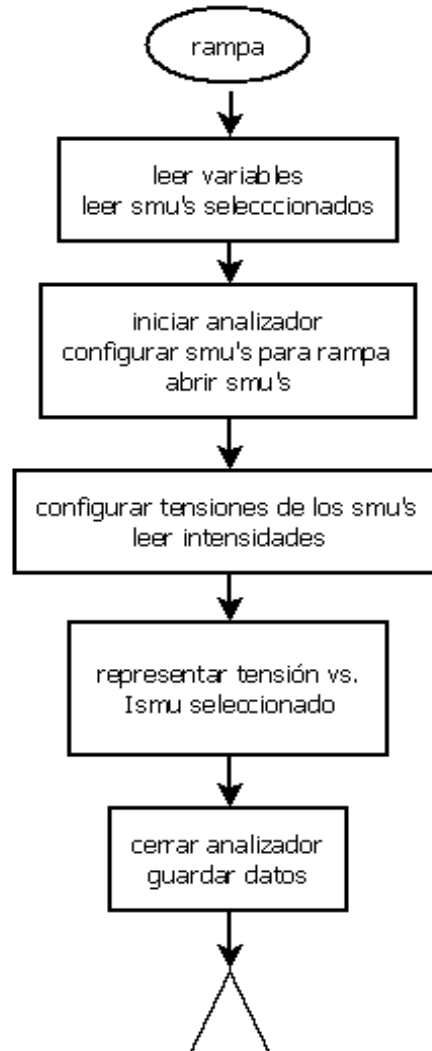 rampa
leer variables
leer smu's selecccionados
iniciar analizador
configurar smu's para rampa
abrir smu's
configurar tensiones de los smu's
leer intensidades
representar tensión vs.
Ismu seleccionado
cerrar analizador
guardar datos